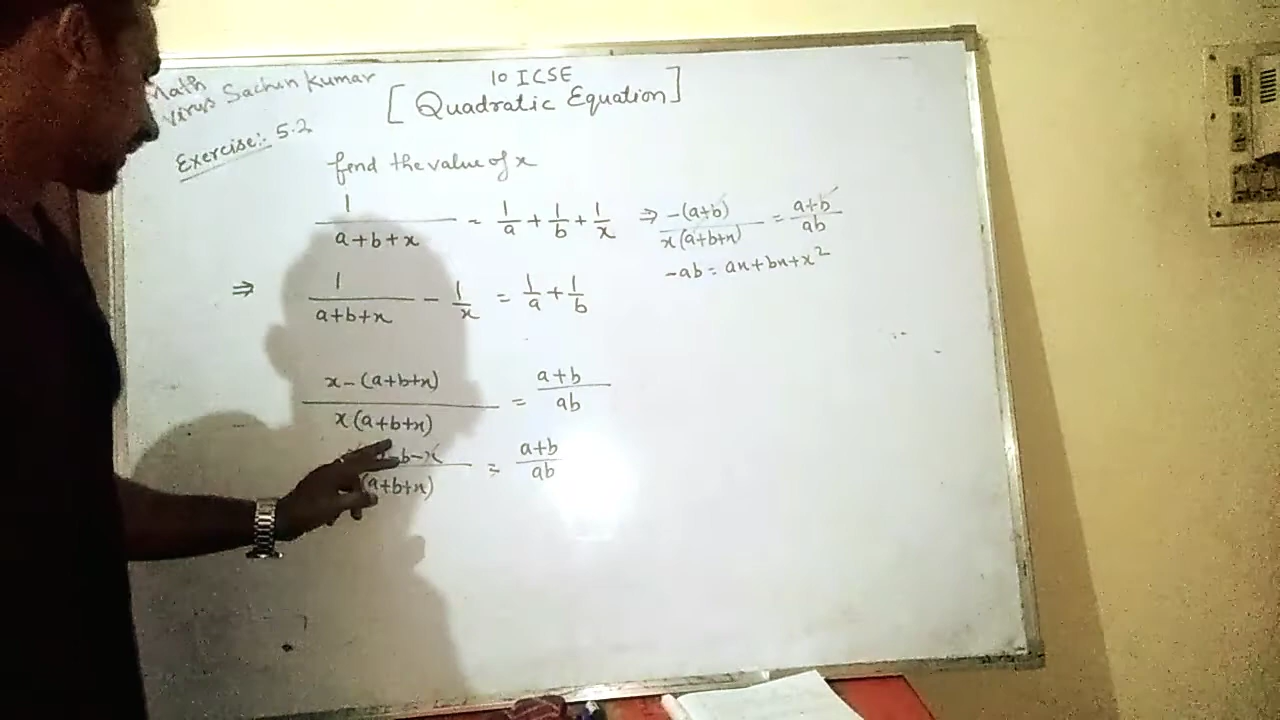 Math
Virus Sachin Kumar
10 ICSE
[Quadratic Equation]
Exercise:- 5.2
fend the value of x
1/(a+b+x) = 1/a + 1/b + 1/x
⇒ 1/(a+b+x) - 1/x = 1/a + 1/b
(x-(a+b+x))/(x(a+b+x)) = (a+b)/ab
-b-x/(a+b+x) = (a+b)/ab
⇒ -(a+b)/(x(a+b+x)) = (a+b)/ab
-ab = ax+bx+x²